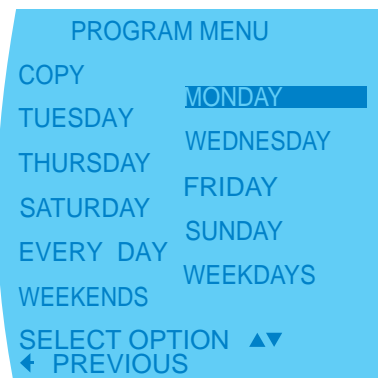 PROGRAM MENU
COPY
MONDAY
TUESDAY
WEDNESDAY
THURSDAY
FRIDAY
SATURDAY
SUNDAY
EVERY DAY
WEEKDAYS
WEEKENDS
SELECT OPTION ▲▼
← PREVIOUS